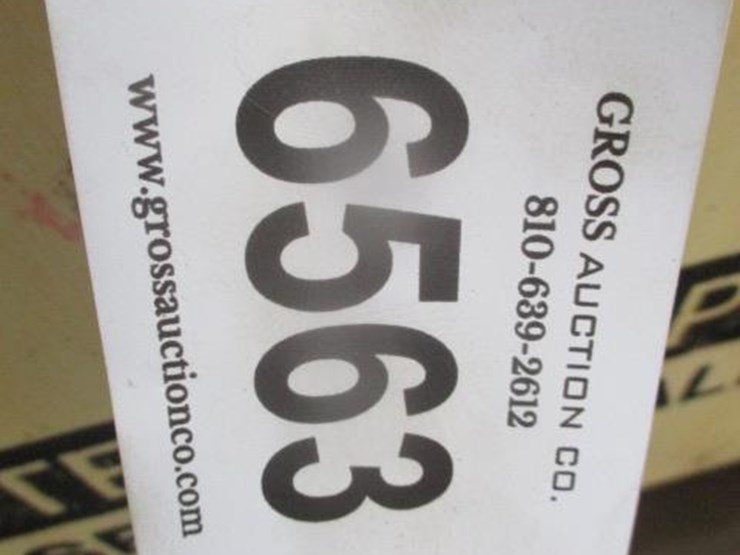 GROSS AUCTION CO.
810-639-2612
6563
www.grossauctionco.com